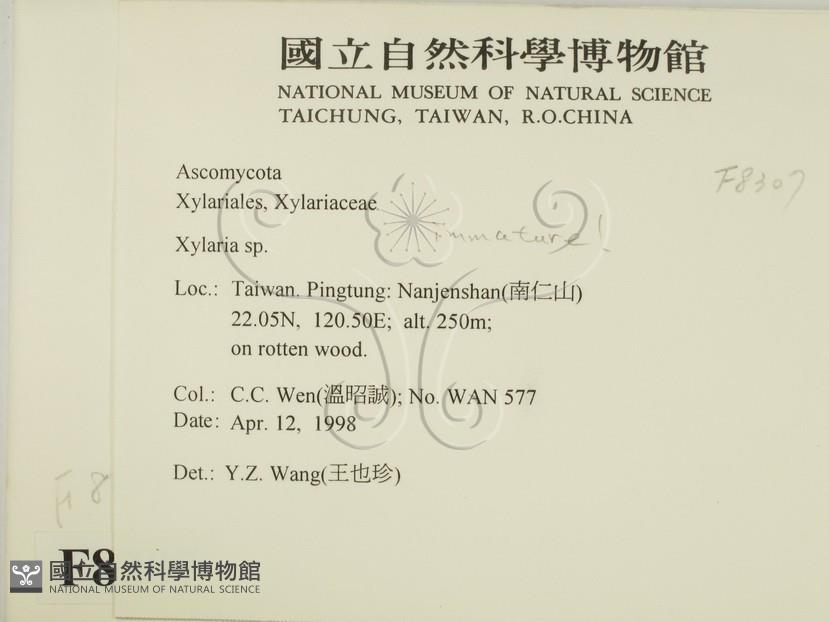 國立自然科學博物館
NATIONAL MUSEUM OF NATURAL SCIENCE
TAICHUNG, TAIWAN, R.O.CHINA
F8307
Ascomycota
Xylariales, Xylariaceae
Xylaria sp. immature!
Loc.: Taiwan. Pingtung: Nanjenshan(南仁山)
22.05N, 120.50E; alt. 250m;
on rotten wood.
Col.: C.C. Wen(溫昭誠); No. WAN 577
Date: Apr. 12, 1998
Det.: Y.Z. Wang(王也珍)
F8
F8
國立自然科學博物館
NATIONAL MUSEUM OF NATURAL SCIENCE